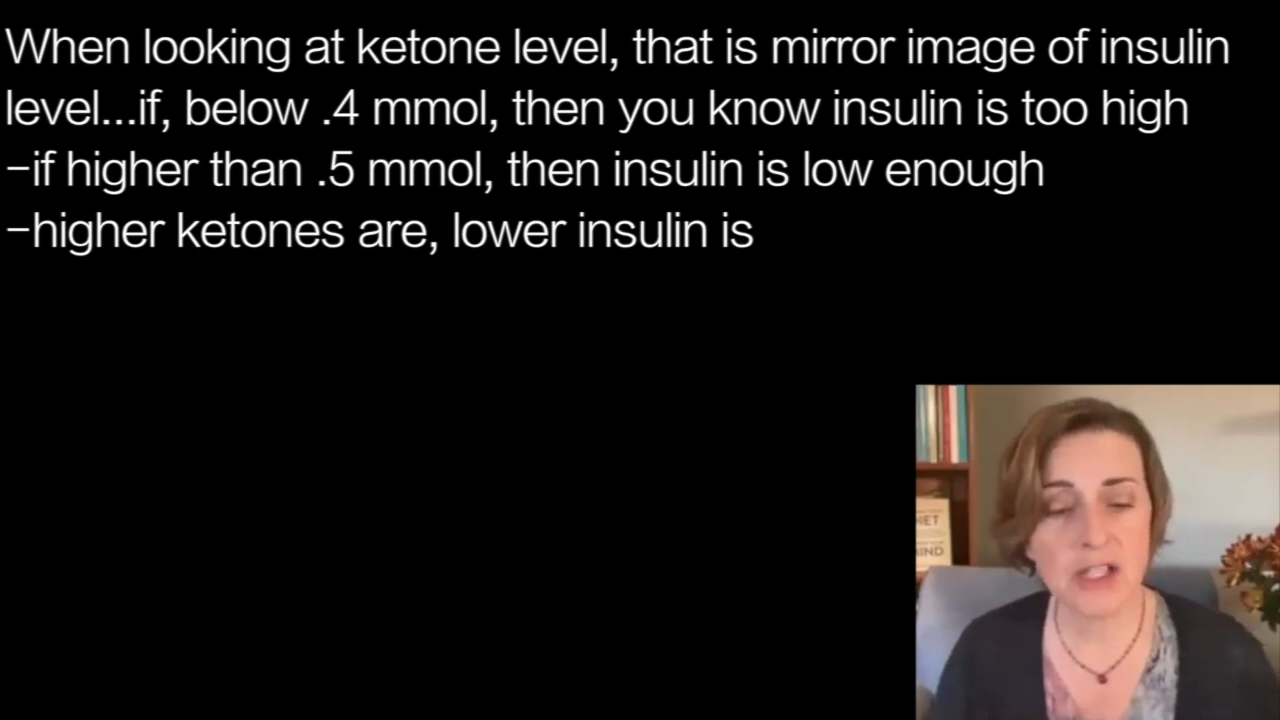 When looking at ketone level, that is mirror image of insulin
level...if, below .4 mmol, then you know insulin is too high
–if higher than .5 mmol, then insulin is low enough
–higher ketones are, lower insulin is